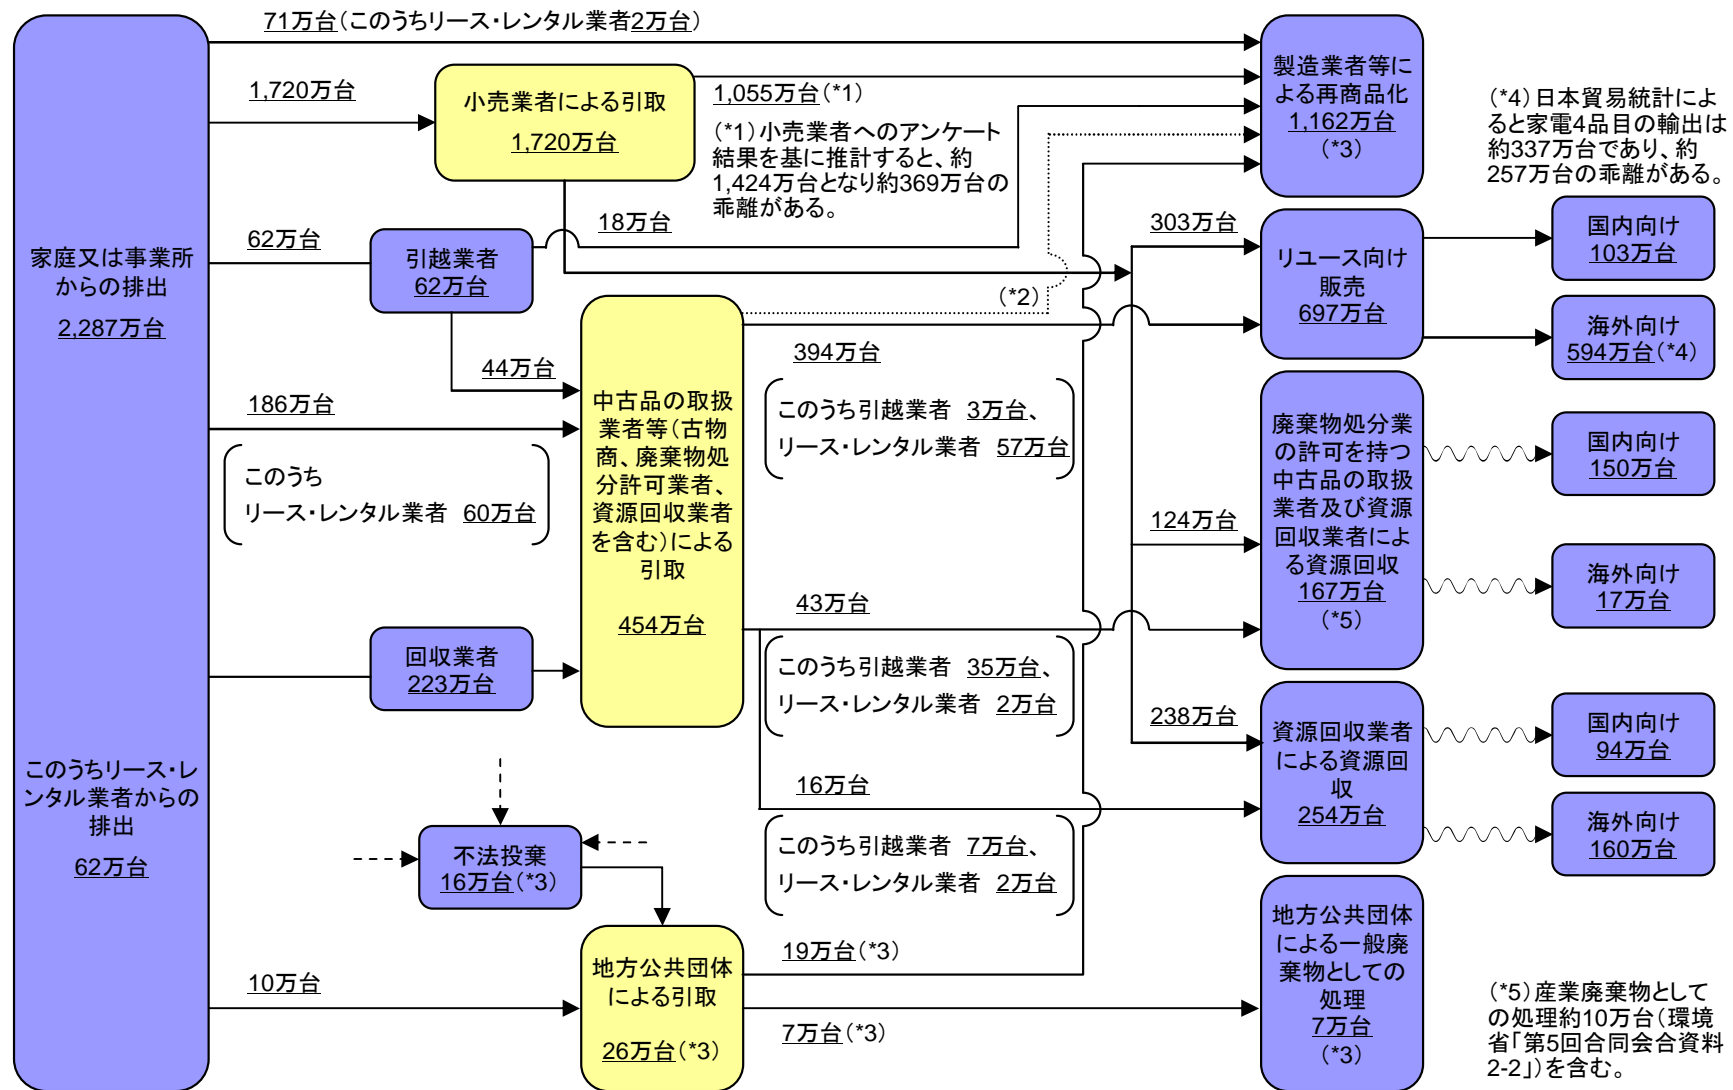 71万台(このうちリース・レンタル業者2万台)
1,720万台
小売業者による引取
1,720万台
1,055万台(*1)
(*1)小売業者へのアンケート
結果を基に推計すると、約
1,424万台となり約369万台の
乖離がある。
製造業者等に
よる再商品化
1,162万台
(*3)
(*4)日本貿易統計によ
ると家電4品目の輸出は
約337万台であり、約
257万台の乖離がある。
家庭又は事業所
からの排出
2,287万台
62万台
引越業者
62万台
18万台
(*2)
303万台
リユース向け
販売
697万台
国内向け
103万台
海外向け
594万台(*4)
44万台
186万台
このうち
リース・レンタル業者 60万台
中古品の取扱
業者等(古物
商、廃棄物処
分許可業者、
資源回収業者
を含む)による
引取
454万台
394万台
このうち引越業者 3万台、
リース・レンタル業者 57万台
124万台
廃棄物処分業
の許可を持つ
中古品の取扱
業者及び資源
回収業者によ
る資源回収
167万台
(*5)
国内向け
150万台
海外向け
17万台
回収業者
223万台
43万台
このうち引越業者 35万台、
リース・レンタル業者 2万台
238万台
資源回収業者
による資源回
収
254万台
国内向け
94万台
海外向け
160万台
このうちリース・レ
ンタル業者からの
排出
62万台
16万台
このうち引越業者 7万台、
リース・レンタル業者 2万台
不法投棄
16万台(*3)
10万台
地方公共団体
による引取
26万台(*3)
19万台(*3)
7万台(*3)
地方公共団体
による一般廃
棄物としての
処理
7万台
(*3)
(*5)産業廃棄物として
の処理約10万台(環境
省「第5回合同会合資料
2-2」)を含む。